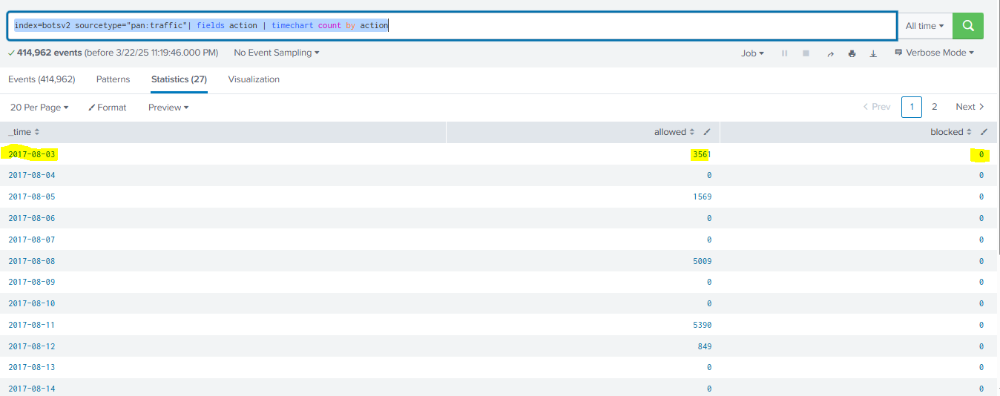 index=botsv2 sourcetype="pan:traffic"| fields action | timechart count by action
All time
414,962 events (before 3/22/25 11:19:46.000 PM) No Event Sampling
Job
Verbose Mode
Events (414,962) Patterns Statistics (27) Visualization
20 Per Page Format Preview
Prev 1 2 Next
_time allowed blocked
2017-08-03 3561 0
2017-08-04 0 0
2017-08-05 1569 0
2017-08-06 0 0
2017-08-07 0 0
2017-08-08 5009 0
2017-08-09 0 0
2017-08-10 0 0
2017-08-11 5390 0
2017-08-12 849 0
2017-08-13 0 0
2017-08-14 0 0